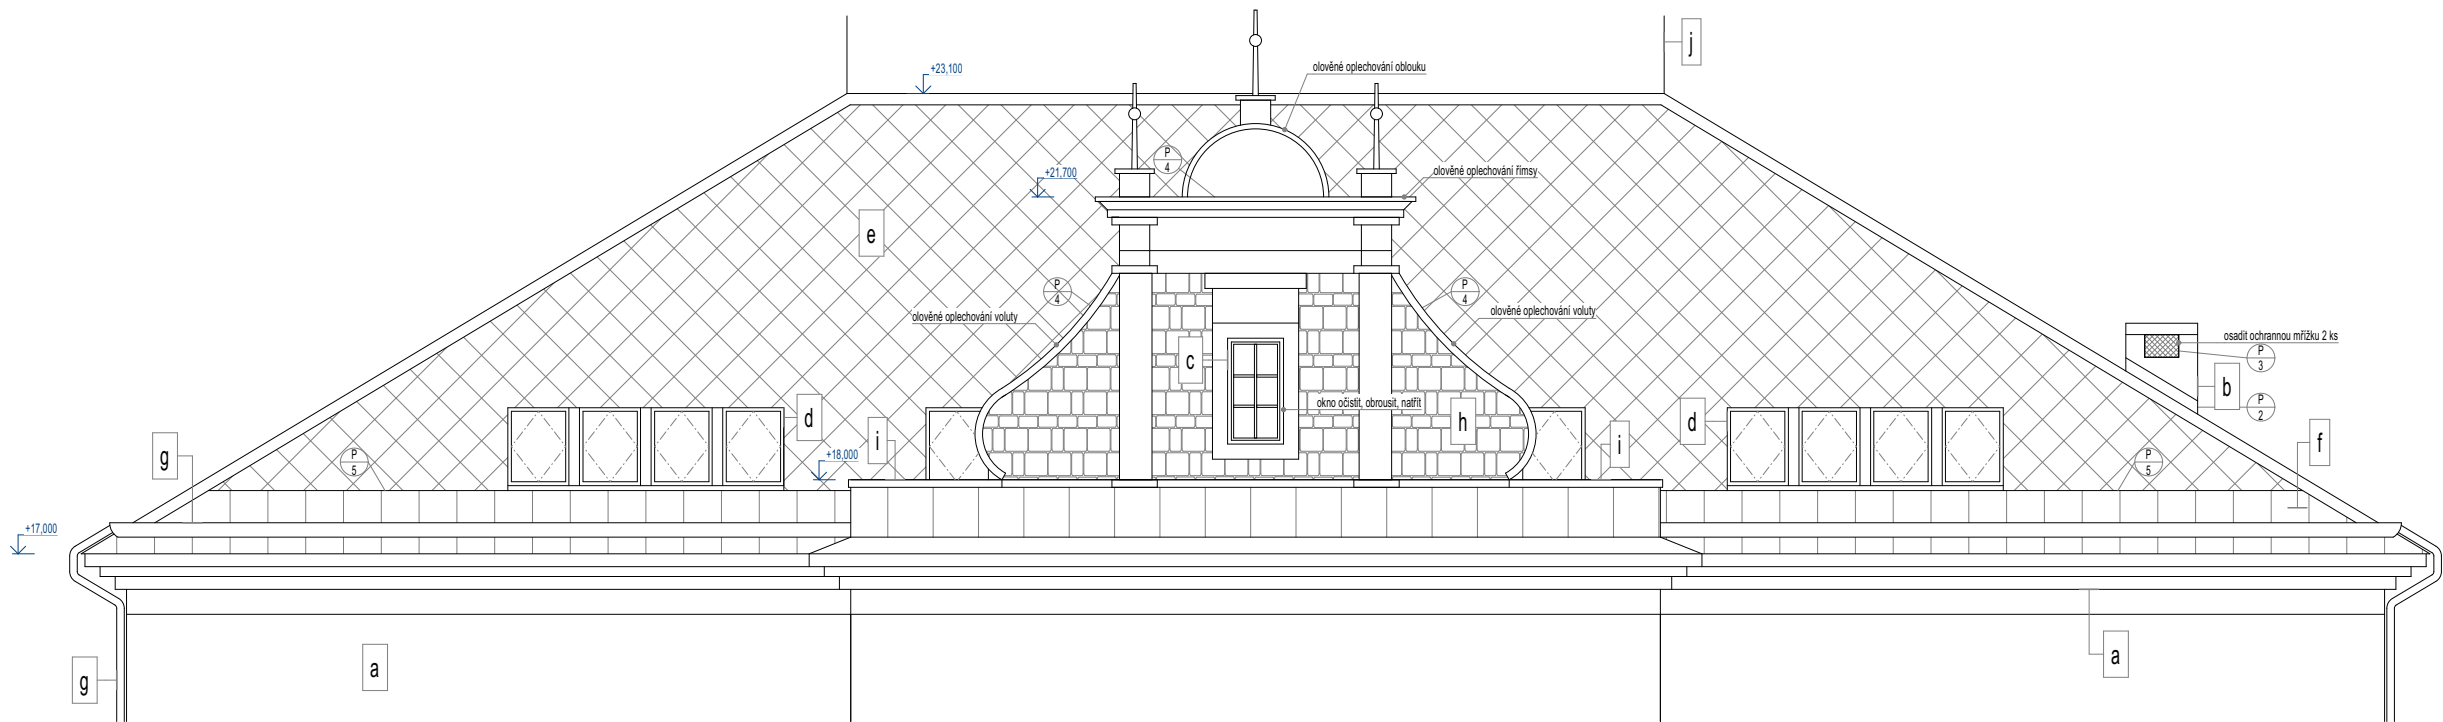 j
+23,100
olověné oplechování oblouku
P
4
+21,700
olověné oplechování římsy
e
P
4
P
4
olověné oplechování voluty
olověné oplechování voluty
osadit ochrannou mřížku 2 ks
P
3
c
b
okno očistit, obrousit, natřít
P
2
d
h
d
i
i
f
g
P
5
+18,000
P
5
+17,000
a
a
g